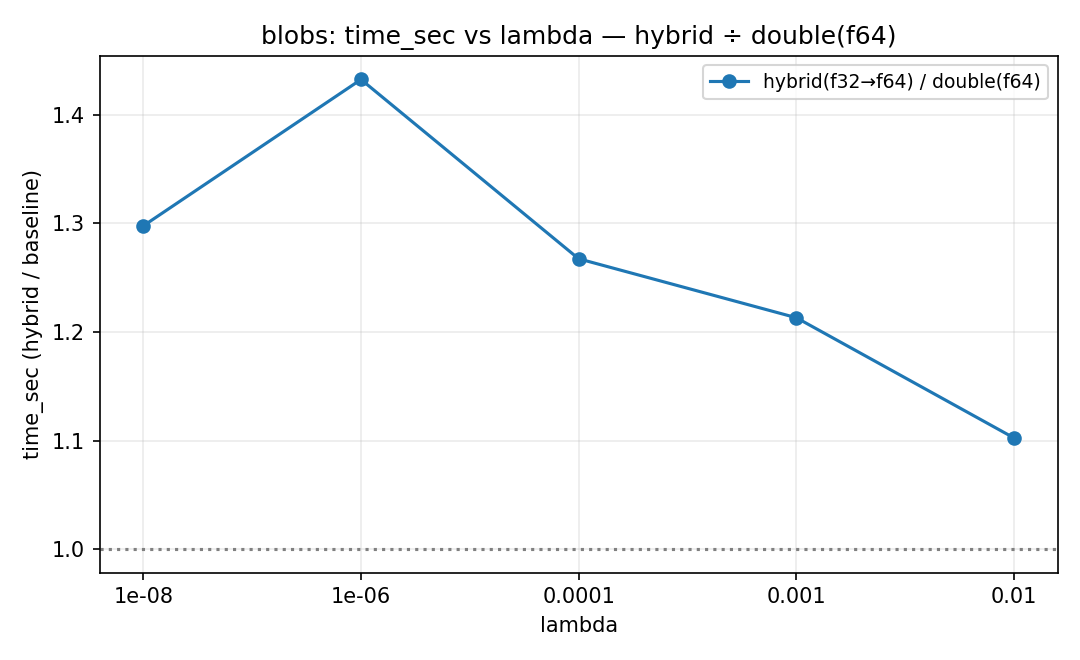 blobs: time_sec vs lambda — hybrid ÷ double(f64)
hybrid(f32→f64) / double(f64)
time_sec (hybrid / baseline)
1.4
1.3
1.2
1.1
1.0
1e-08 1e-06 0.0001 0.001 0.01
lambda